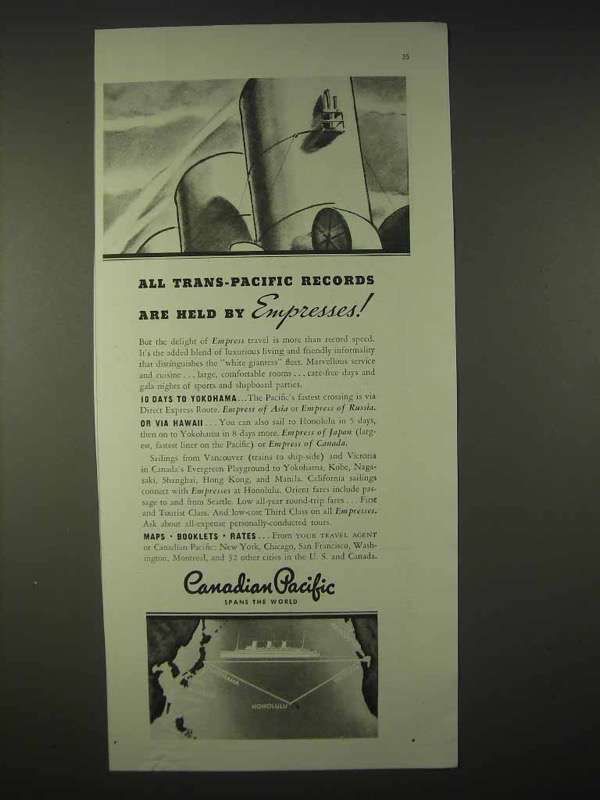 35
ALL TRANS-PACIFIC RECORDS
ARE HELD BY Empresses!
But the delight of Empress travel is more than record speed.
It's the added blend of luxurious living and friendly informality
that distinguishes the "white giantess" fleet. Marvellous service
and cuisine...large, comfortable rooms...care-free days and
gala nights of sports and shipboard parties.
10 DAYS TO YOKOHAMA...The Pacific's fastest crossing is via
Direct Express Route. Empress of Asia or Empress of Russia.
OR VIA HAWAII...You can also sail to Honolulu in 5 days,
then on to Yokohama in 8 days more. Empress of Japan (larg-
est, fastest liner on the Pacific) or Empress of Canada.
Sailings from Vancouver (trains to ship-side) and Victoria
in Canada's Evergreen Playground to Yokohama, Kobe, Naga-
saki, Shanghai, Hong Kong, and Manila. California sailings
connect with Empresses at Honolulu. Orient fares include pas-
sage to and from Seattle. Low all-year round-trip fares...First
and Tourist Class. And low-cost Third Class on all Empresses.
Ask about all-expense personally-conducted tours.
MAPS · BOOKLETS · RATES...From YOUR TRAVEL AGENT
or Canadian Pacific: New York, Chicago, San Francisco, Wash-
ington, Montreal, and 32 other cities in the U. S. and Canada.
Canadian Pacific
SPANS THE WORLD
HONOLULU